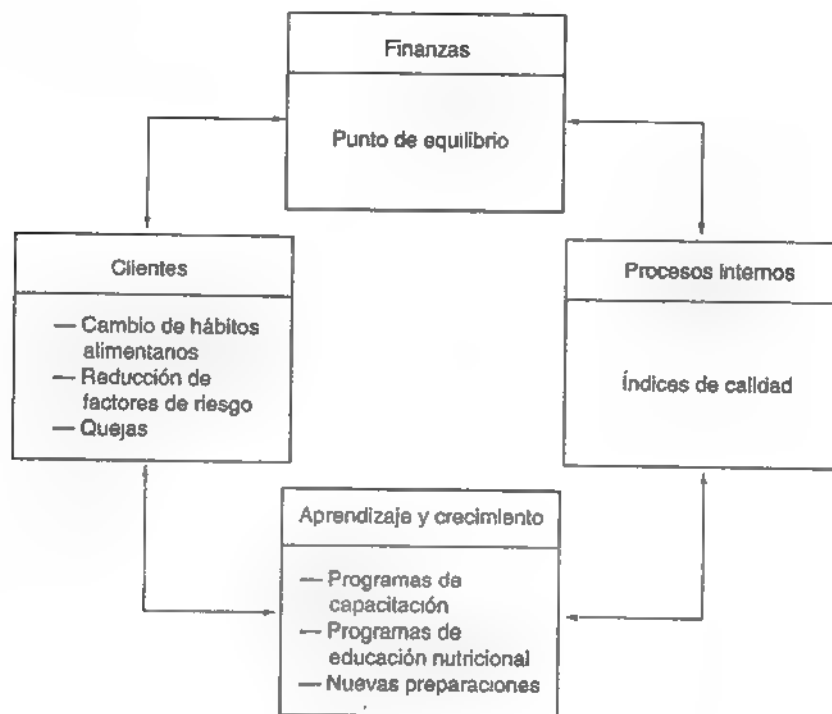 Finanzas
Punto de equilibrio
Clientes
— Cambio de hábitos
alimentarios
— Reducción de
factores de riesgo
— Quejas
Procesos internos
Índices de calidad
Aprendizaje y crecimiento
— Programas de
capacitación
— Programas de
educación nutricional
— Nuevas preparaciones